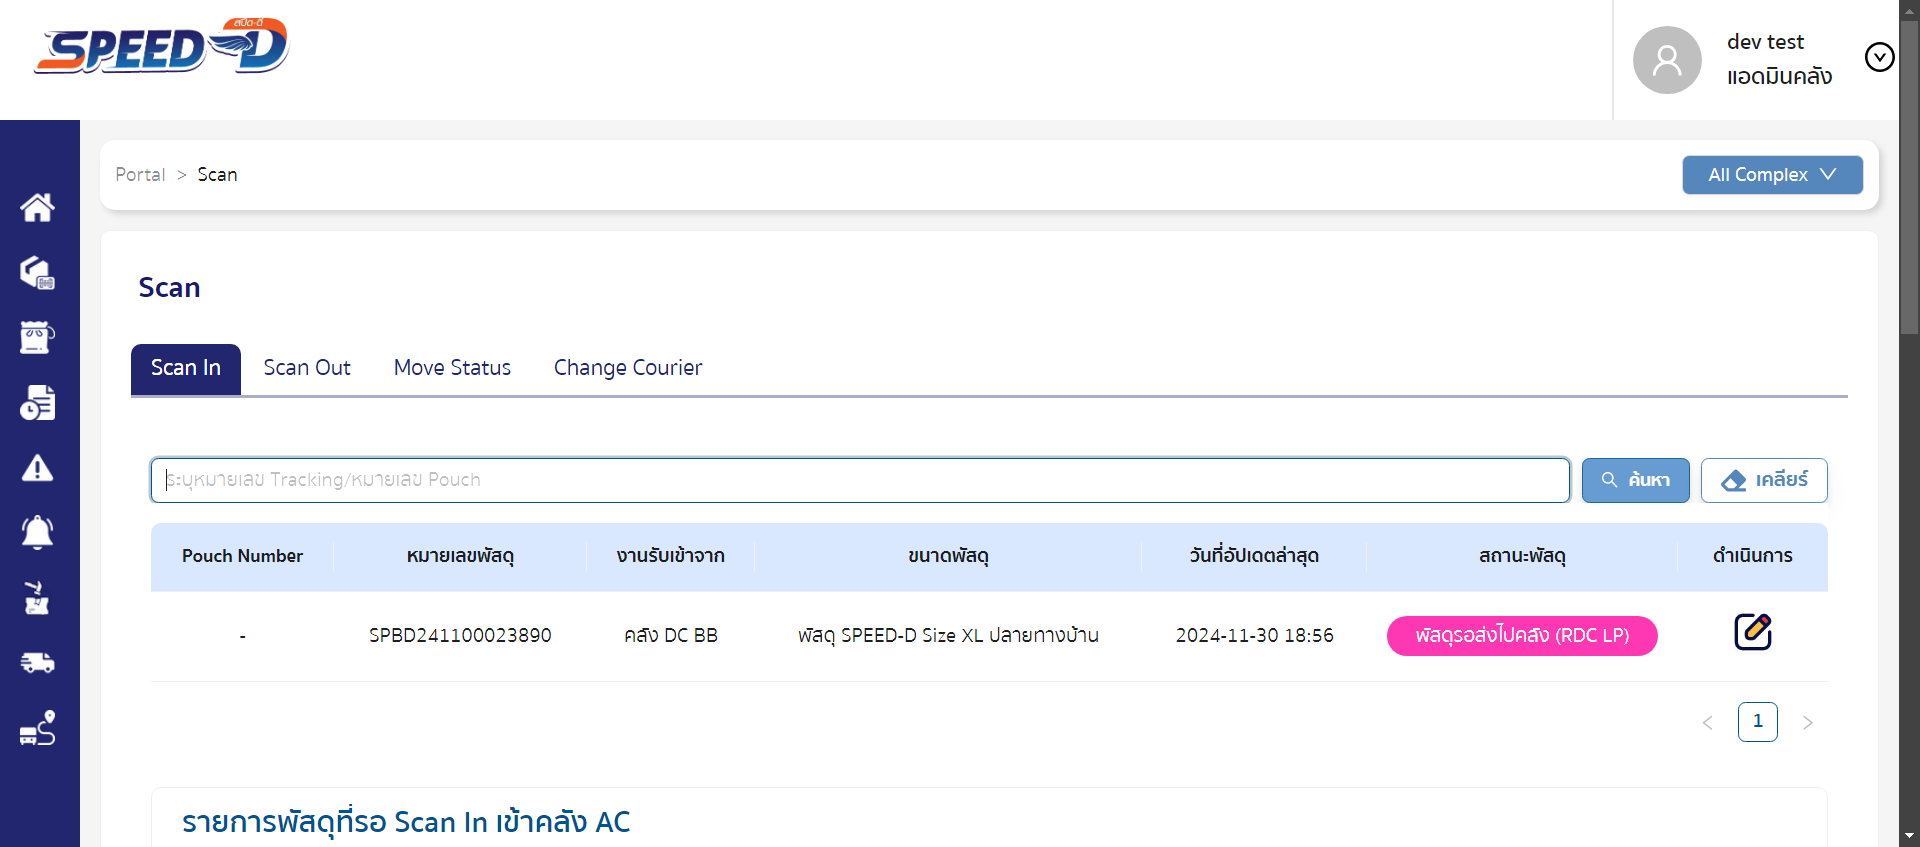 สปีด-ดี
SPEED-D
dev test
แอดมินคลัง
Portal > Scan
All Complex
Scan
Scan In Scan Out Move Status Change Courier
ระบุหมายเลข Tracking/หมายเลข Pouch
ค้นหา
เคลียร์
Pouch Number หมายเลขพัสดุ งานรับเข้าจาก ขนาดพัสดุ วันที่อัปเดตล่าสุด สถานะพัสดุ ดำเนินการ
- SPBD241100023890 คลัง DC BB พัสดุ SPEED-D Size XL ปลายทางบ้าน 2024-11-30 18:56 พัสดุรอส่งไปคลัง (RDC LP)
< 1 >
รายการพัสดุที่รอ Scan In เข้าคลัง AC